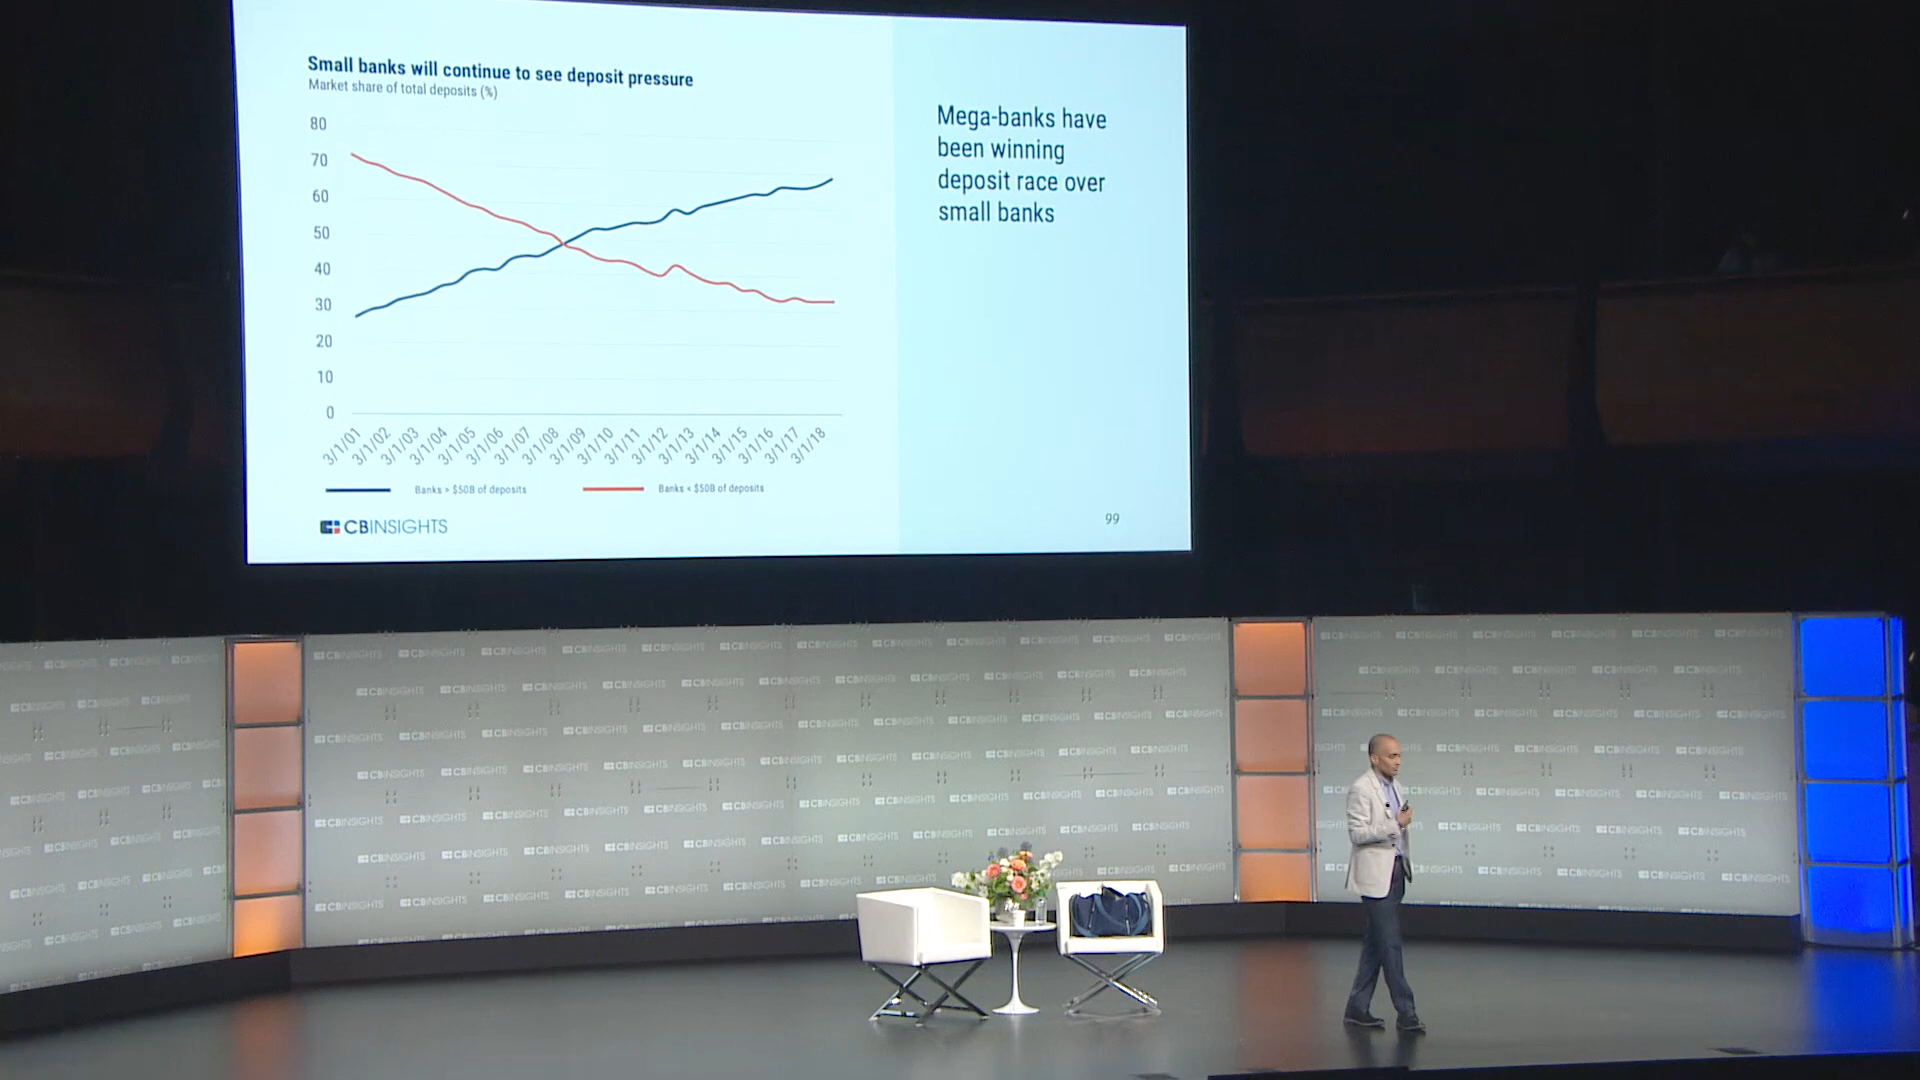 Small banks will continue to see deposit pressure
Market share of total deposits (%)
80
70
60
50
40
30
20
10
0
3/1/01
3/1/02
3/1/03
3/1/04
3/1/05
3/1/06
3/1/07
3/1/08
3/1/09
3/1/10
3/1/11
3/1/12
3/1/13
3/1/14
3/1/15
3/1/16
3/1/17
3/1/18
Banks > $50B of deposits
Banks < $50B of deposits
CBINSIGHTS
Mega-banks have
been winning
deposit race over
small banks
99
CBINSIGHTS